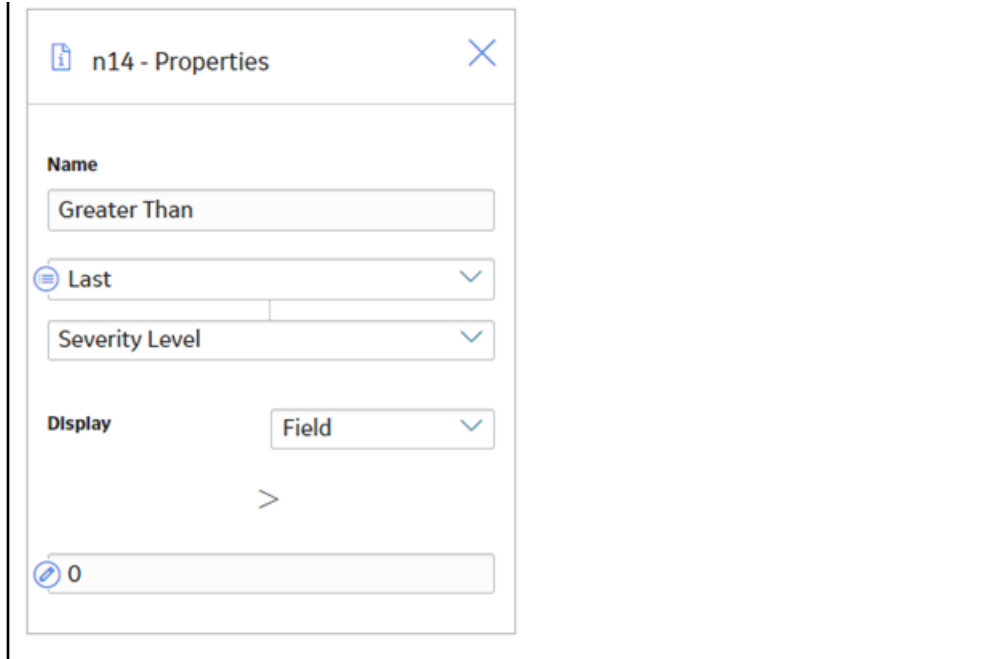 n14 - Properties
Name
Greater Than
Last
Severity Level
DIsplay
Field
>
0